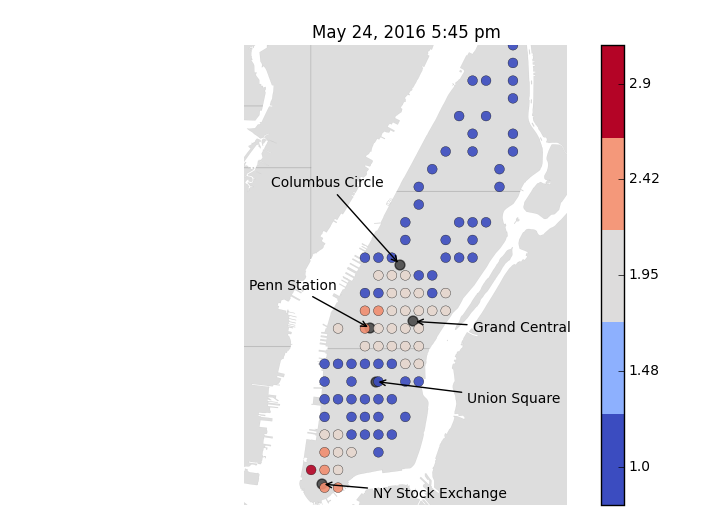 May 24, 2016 5:45 pm
2.9
Columbus Circle
2.42
Penn Station
1.95
Grand Central
1.48
Union Square
1.0
NY Stock Exchange